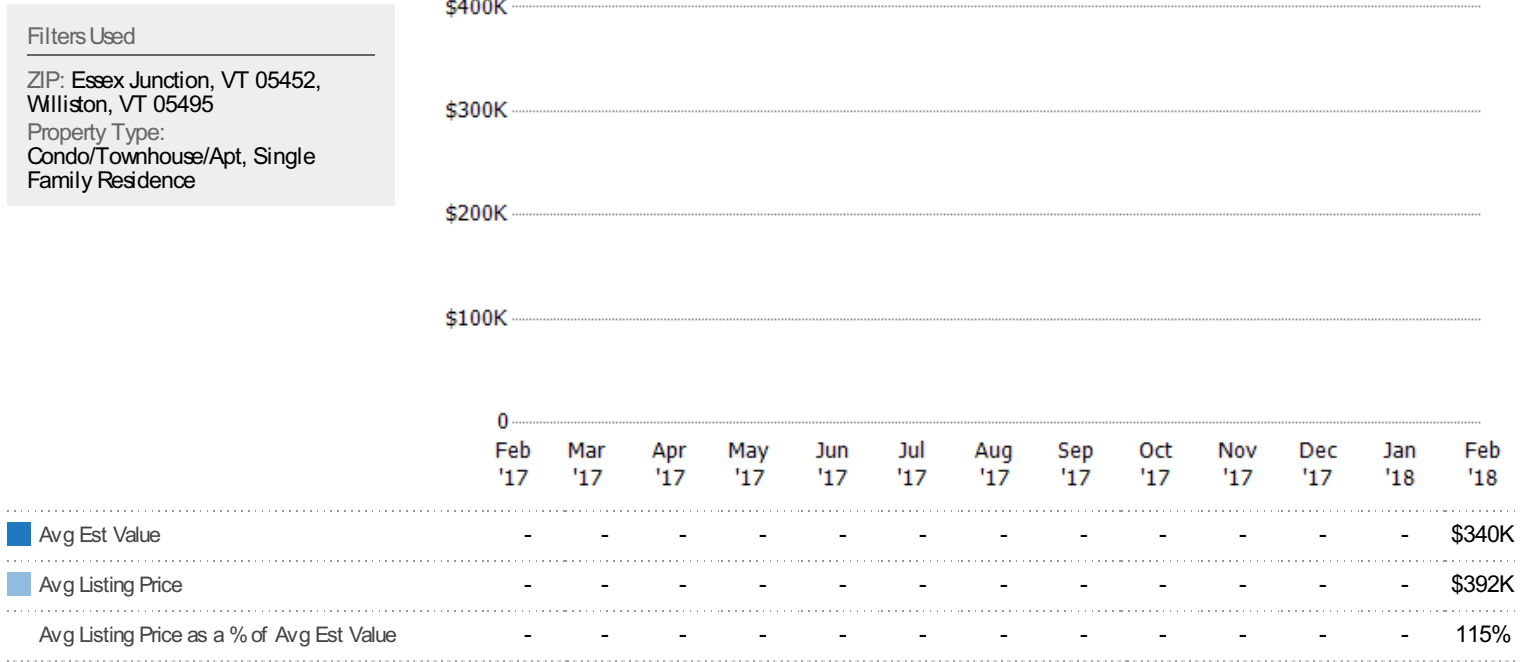 Filters Used
ZIP: Essex Junction, VT 05452,
Williston, VT 05495
Property Type:
Condo/Townhouse/Apt, Single
Family Residence
$400K
$300K
$200K
$100K
0
Feb Mar Apr May Jun Jul Aug Sep Oct Nov Dec Jan Feb
'17 '17 '17 '17 '17 '17 '17 '17 '17 '17 '17 '18 '18
Avg Est Value - - - - - - - - - - - - $340K
Avg Listing Price - - - - - - - - - - - - $392K
Avg Listing Price as a % of Avg Est Value - - - - - - - - - - - - 115%